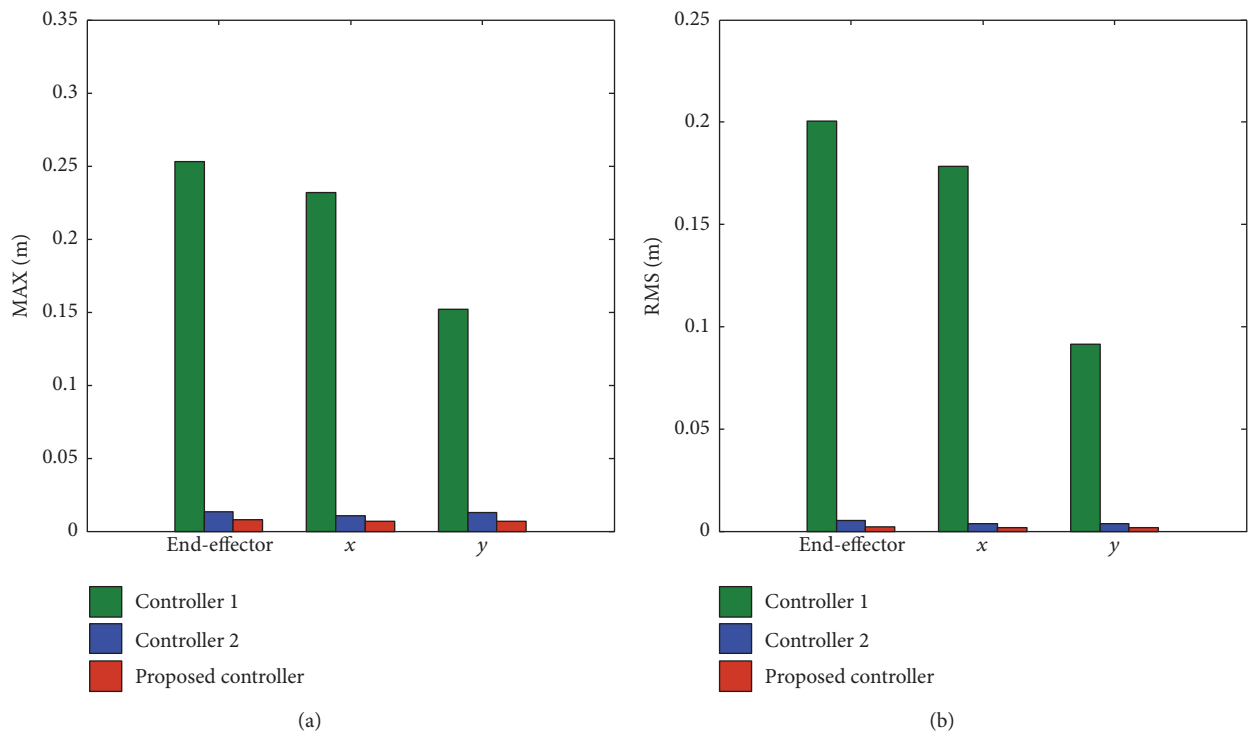 0.35
0.3
0.25
0.2
0.15
0.1
0.05
0
MAX (m)
End-effector
x
y
Controller 1
Controller 2
Proposed controller
(a)
0.25
0.2
0.15
0.1
0.05
0
RMS (m)
End-effector
x
y
Controller 1
Controller 2
Proposed controller
(b)